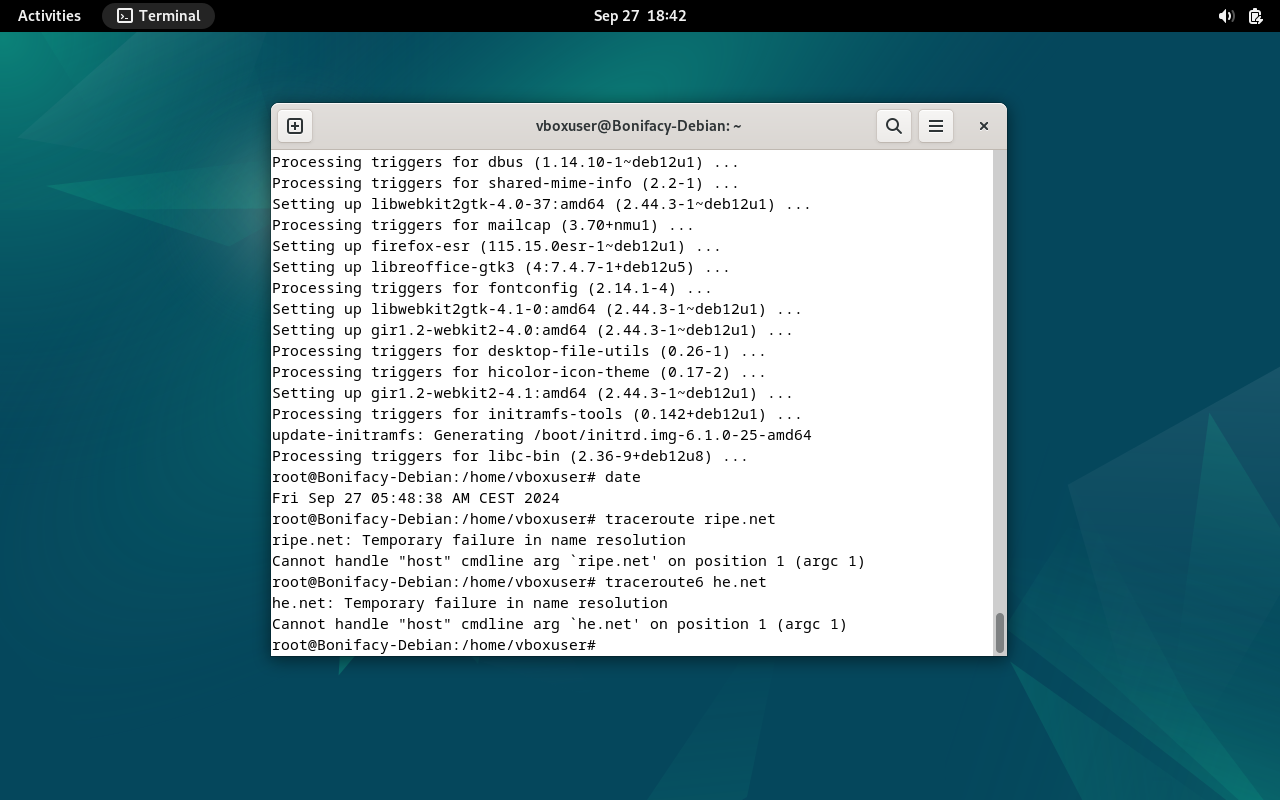 Activities
Terminal
Sep 27 18:42
vboxuser@Bonifacy-Debian: ~
Processing triggers for dbus (1.14.10-1~deb12u1) ...
Processing triggers for shared-mime-info (2.2-1) ...
Setting up libwebkit2gtk-4.0-37:amd64 (2.44.3-1~deb12u1) ...
Processing triggers for mailcap (3.70+nmu1) ...
Setting up firefox-esr (115.15.0esr-1~deb12u1) ...
Setting up libreoffice-gtk3 (4:7.4.7-1+deb12u5) ...
Processing triggers for fontconfig (2.14.1-4) ...
Setting up libwebkit2gtk-4.1-0:amd64 (2.44.3-1~deb12u1) ...
Setting up gir1.2-webkit2-4.0:amd64 (2.44.3-1~deb12u1) ...
Processing triggers for desktop-file-utils (0.26-1) ...
Processing triggers for hicolor-icon-theme (0.17-2) ...
Setting up gir1.2-webkit2-4.1:amd64 (2.44.3-1~deb12u1) ...
Processing triggers for initramfs-tools (0.142+deb12u1) ...
update-initramfs: Generating /boot/initrd.img-6.1.0-25-amd64
Processing triggers for libc-bin (2.36-9+deb12u8) ...
root@Bonifacy-Debian:/home/vboxuser# date
Fri Sep 27 05:48:38 AM CEST 2024
root@Bonifacy-Debian:/home/vboxuser# traceroute ripe.net
ripe.net: Temporary failure in name resolution
Cannot handle "host" cmdline arg `ripe.net' on position 1 (argc 1)
root@Bonifacy-Debian:/home/vboxuser# traceroute6 he.net
he.net: Temporary failure in name resolution
Cannot handle "host" cmdline arg `he.net' on position 1 (argc 1)
root@Bonifacy-Debian:/home/vboxuser#